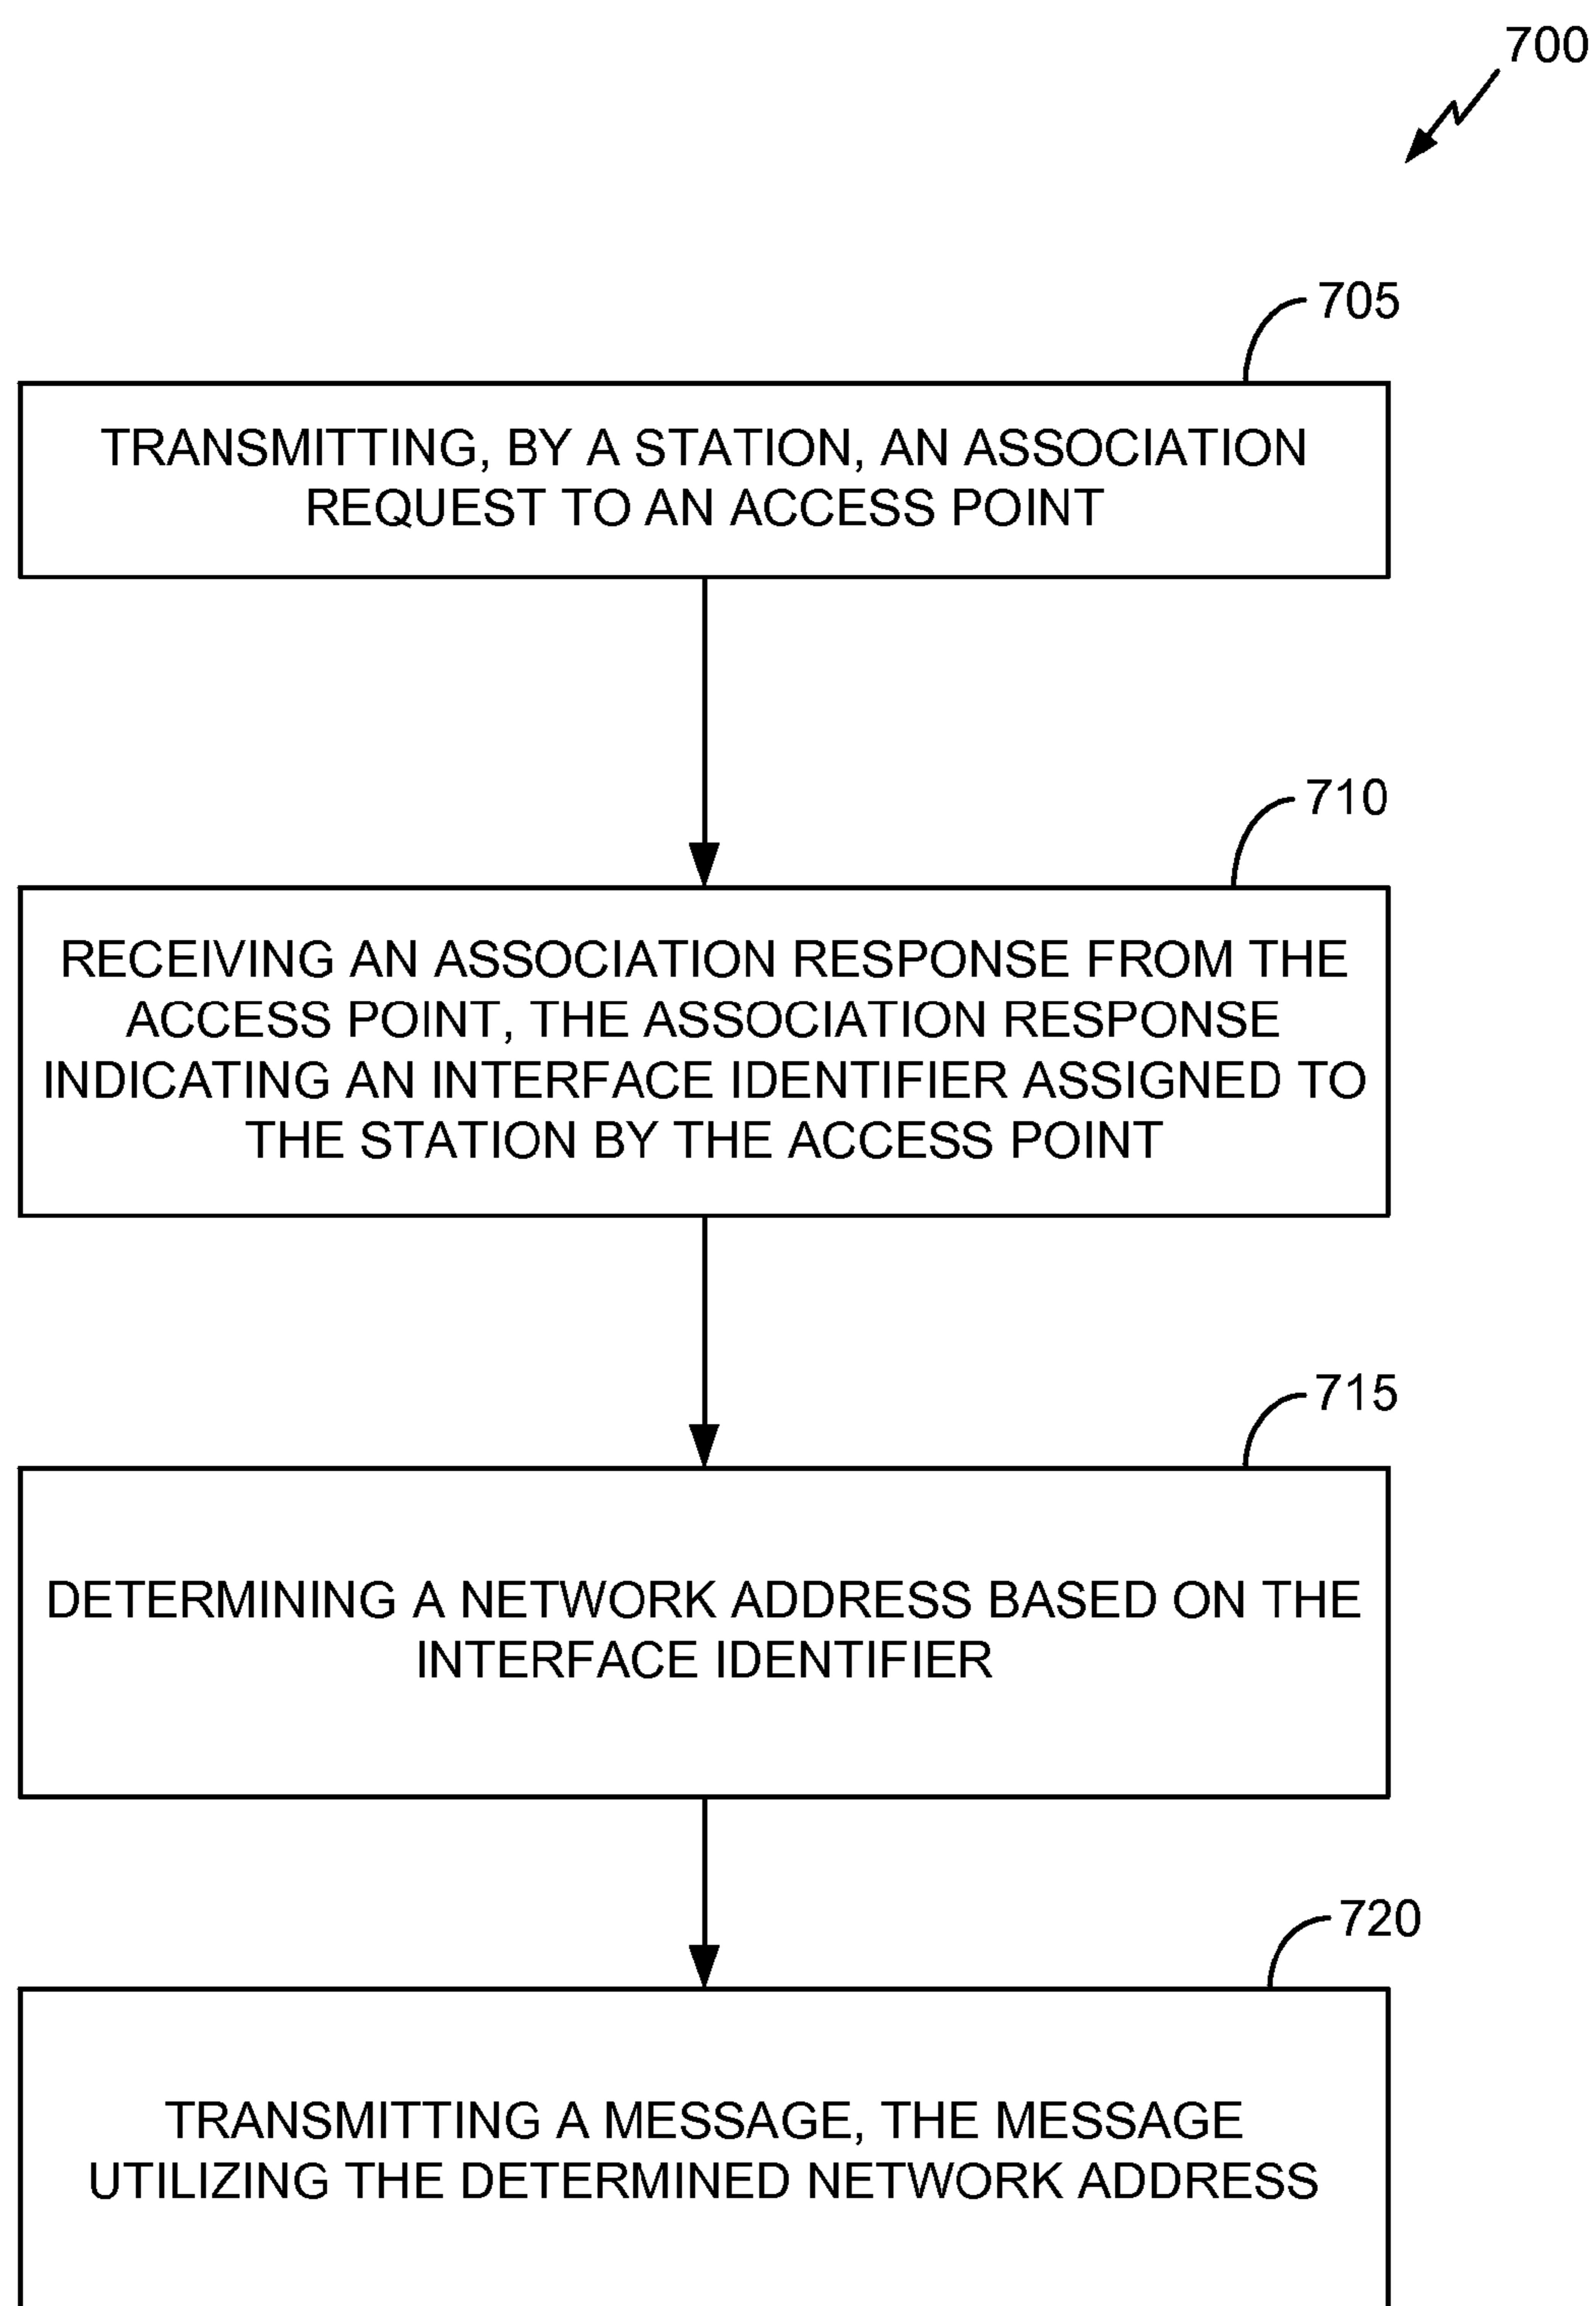 700
705
TRANSMITTING, BY A STATION, AN ASSOCIATION
REQUEST TO AN ACCESS POINT
710
RECEIVING AN ASSOCIATION RESPONSE FROM THE
ACCESS POINT, THE ASSOCIATION RESPONSE
INDICATING AN INTERFACE IDENTIFIER ASSIGNED TO
THE STATION BY THE ACCESS POINT
715
DETERMINING A NETWORK ADDRESS BASED ON THE
INTERFACE IDENTIFIER
720
TRANSMITTING A MESSAGE, THE MESSAGE
UTILIZING THE DETERMINED NETWORK ADDRESS